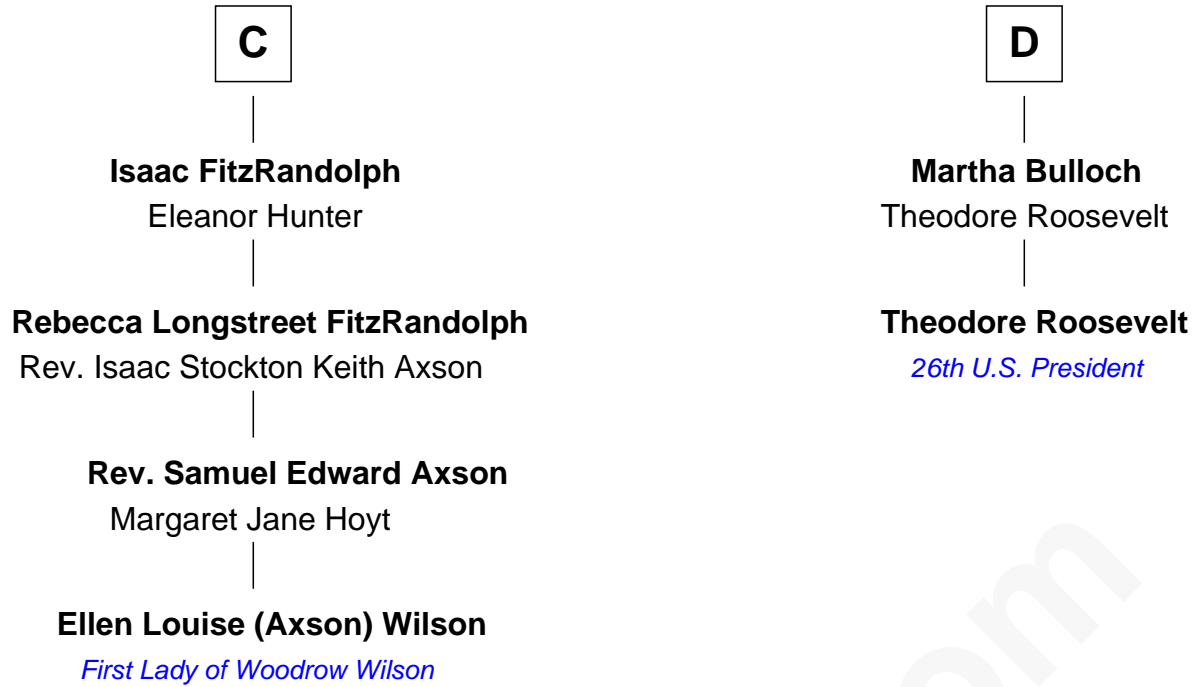 C
Isaac FitzRandolph
Eleanor Hunter
Rebecca Longstreet FitzRandolph
Rev. Isaac Stockton Keith Axson
Rev. Samuel Edward Axson
Margaret Jane Hoyt
Ellen Louise (Axson) Wilson
First Lady of Woodrow Wilson
D
Martha Bulloch
Theodore Roosevelt
Theodore Roosevelt
26th U.S. President
om